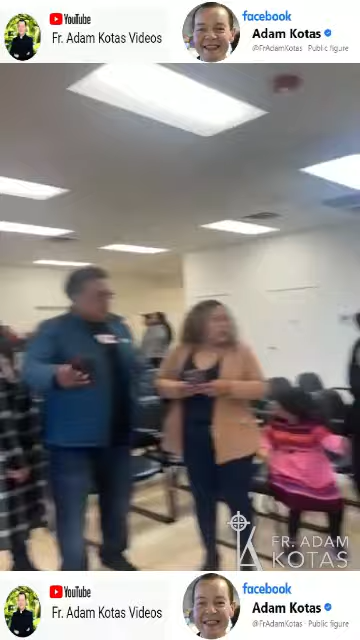 YouTube
Fr. Adam Kotas Videos
facebook
Adam Kotas
@FrAdamKotas · Public figure
FR. ADAM
KOTAS
YouTube
Fr. Adam Kotas Videos
facebook
Adam Kotas
@FrAdamKotas · Public figure